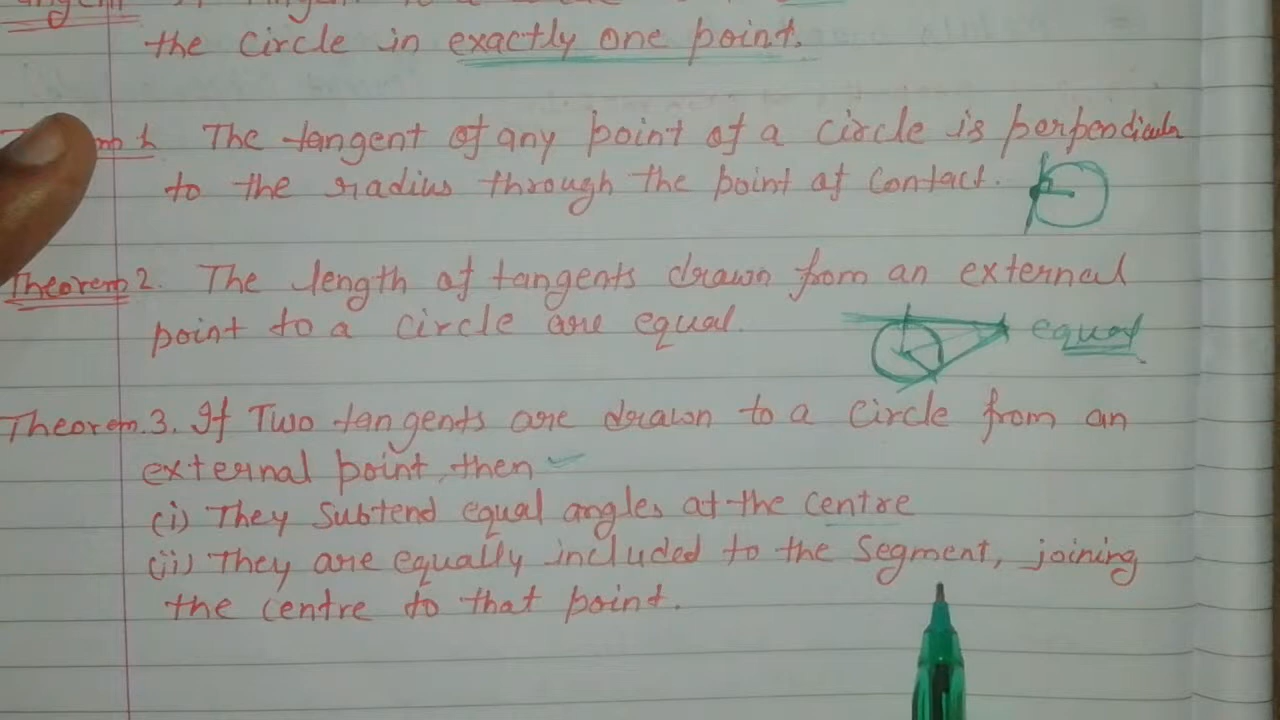 the circle in exactly one point.
The tangent of any point of a circle is perpendicular
to the radius through the point of contact.
Theorem 2. The length of tangents drawn from an external
point to a circle are equal.
equal
Theorem.3. If Two tangents are drawn to a circle from an
external point, then
(i) They subtend equal angles at the centre
(ii) They are equally included to the segment, joining
the centre to that point.